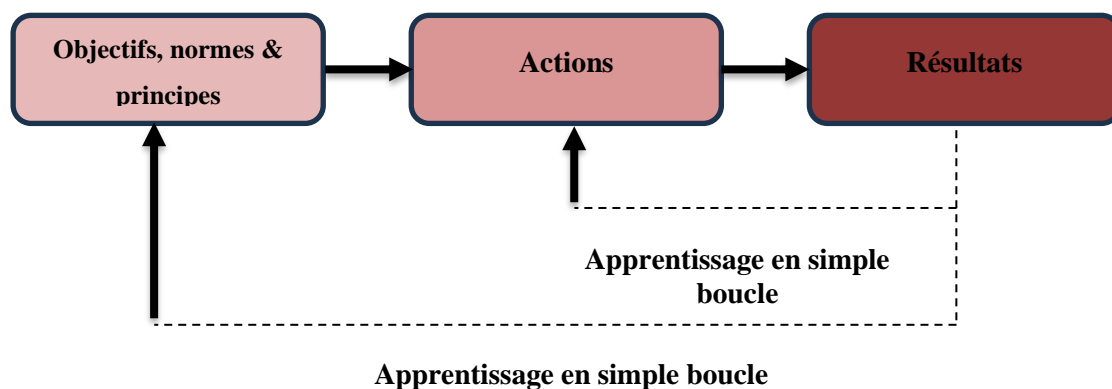 Objectifs, normes &
principes
Actions
Résultats
Apprentissage en simple
boucle
Apprentissage en simple boucle